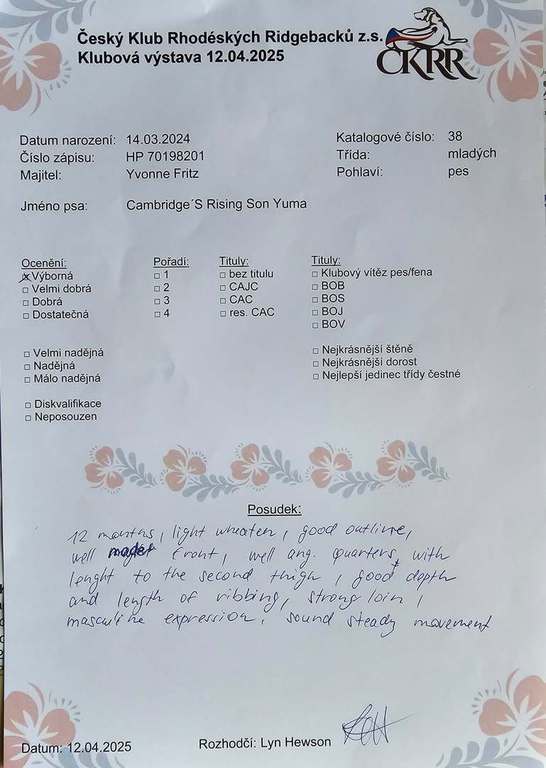 Český Klub Rhodéských Ridgebacků z.s.
Klubová výstava 12.04.2025
ČKRR
Datum narození: 14.03.2024 Katalogové číslo: 38
Číslo zápisu: HP 70198201 Třída: mladých
Majitel: Yvonne Fritz Pohlaví: pes
Jméno psa: Cambridge´S Rising Son Yuma
Ocenění: Pořadí: Tituly: Tituly:
Výborná 1 bez titulu Klubový vítěz pes/fena
Velmi dobrá 2 CAJC BOB
Dobrá 3 CAC BOS
Dostatečná 4 res. CAC BOJ
BOV
Velmi nadějná Nejkrásnější štěně
Nadějná Nejkrásnější dorost
Málo nadějná Nejlepší jedinec třídy čestné
Diskvalifikace
Neposouzen
Posudek:
12 months, light wheaten, good outline,
well front, well ang. quarters, with
lenght to the second thigh, good depth
and length of ribbing, strong loin,
masculine expression, sound steady movement
Datum: 12.04.2025 Rozhodčí: Lyn Hewson